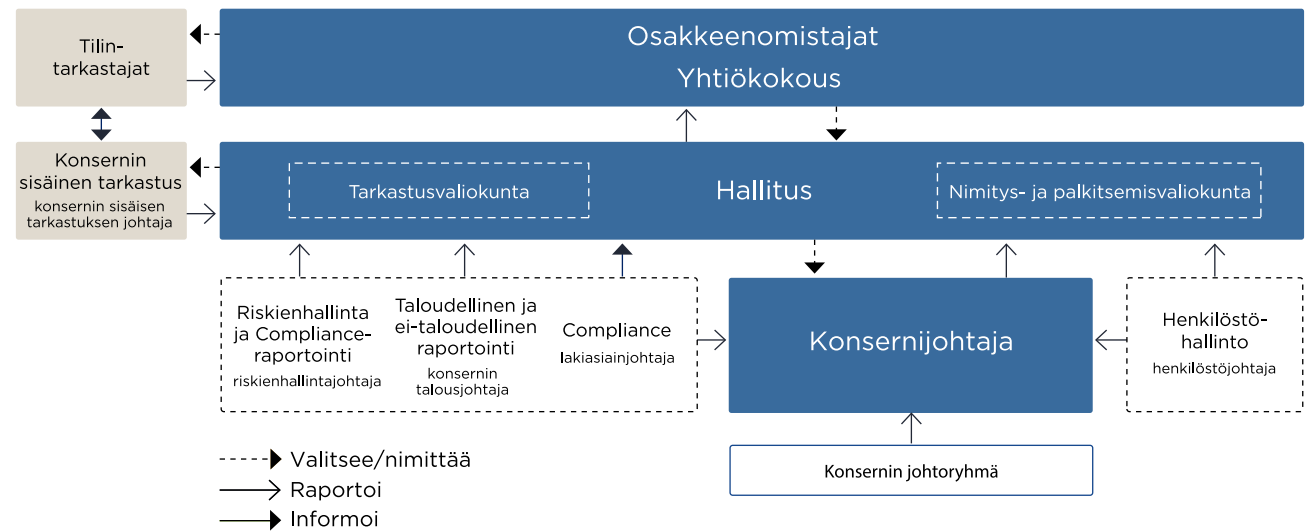 Tilin-
tarkastajat
Osakkeenomistajat
Yhtiökokous
Konsernin
sisäinen tarkastus
konsernin sisäisen
tarkastuksen johtaja
Tarkastusvaliokunta
Hallitus
Nimitys- ja palkitsemisvaliokunta
Riskienhallinta
ja Compliance-
raportointi
riskienhallintajohtaja
Taloudellinen ja
ei-taloudellinen
raportointi
konsernin
talousjohtaja
Compliance
lakiasiainjohtaja
Konsernijohtaja
Henkilöstö-
hallinto
henkilöstöjohtaja
Konsernin johtoryhmä
Valitsee/nimittää
Raportoi
Informoi